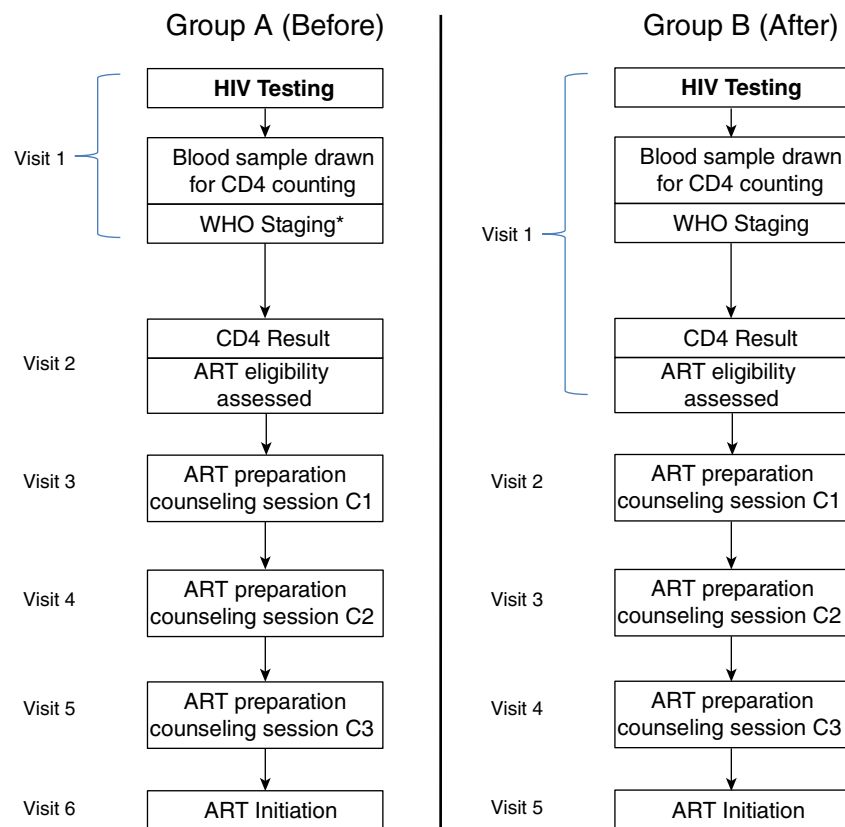 Group A (Before)
HIV Testing
Visit 1
Blood sample drawn
for CD4 counting
WHO Staging*
CD4 Result
Visit 2
ART eligibility
assessed
Visit 3
ART preparation
counseling session C1
Visit 4
ART preparation
counseling session C2
Visit 5
ART preparation
counseling session C3
Visit 6
ART Initiation
Group B (After)
HIV Testing
Blood sample drawn
for CD4 counting
Visit 1
WHO Staging
CD4 Result
ART eligibility
assessed
Visit 2
ART preparation
counseling session C1
Visit 3
ART preparation
counseling session C2
Visit 4
ART preparation
counseling session C3
Visit 5
ART Initiation